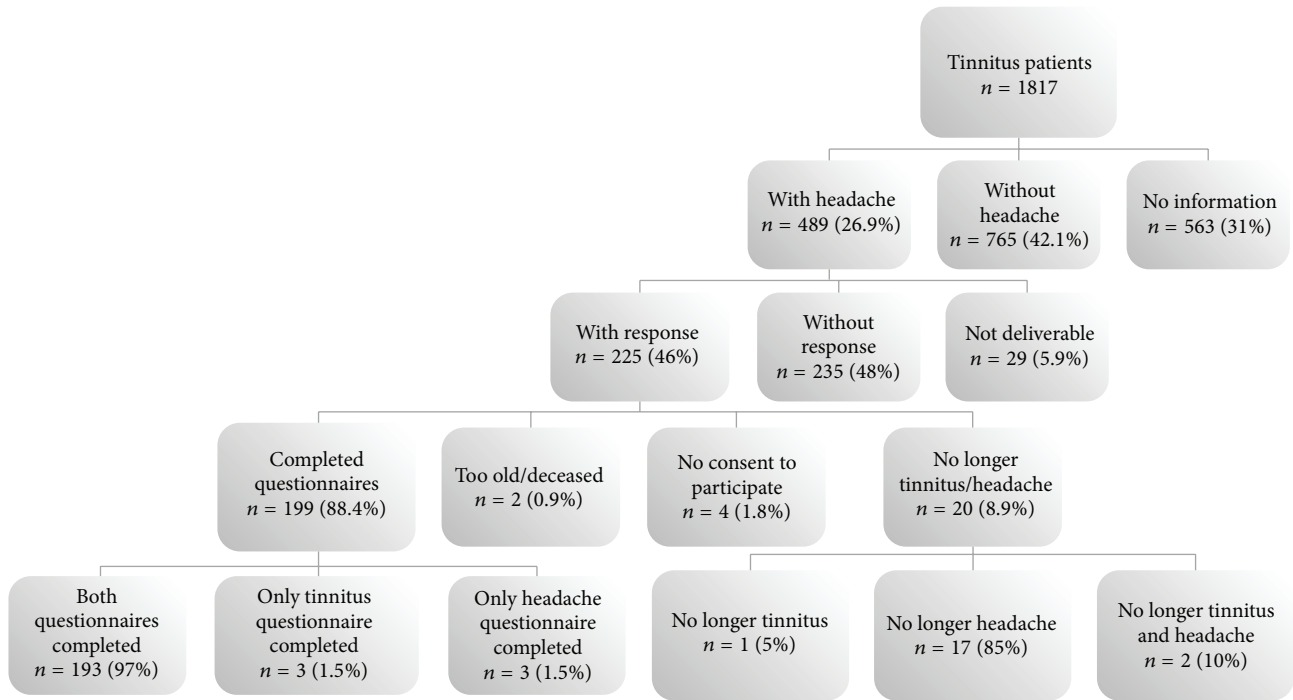 Tinnitus patients
n = 1817
With headache
n = 489 (26.9%)
Without
headache
n = 765 (42.1%)
No information
n = 563 (31%)
With response
n = 225 (46%)
Without
response
n = 235 (48%)
Not deliverable
n = 29 (5.9%)
Completed
questionnaires
n = 199 (88.4%)
Too old/deceased
n = 2 (0.9%)
No consent to
participate
n = 4 (1.8%)
No longer
tinnitus/headache
n = 20 (8.9%)
Both
questionnaires
completed
n = 193 (97%)
Only tinnitus
questionnaire
completed
n = 3 (1.5%)
Only headache
questionnaire
completed
n = 3 (1.5%)
No longer tinnitus
n = 1 (5%)
No longer headache
n = 17 (85%)
No longer tinnitus
and headache
n = 2 (10%)